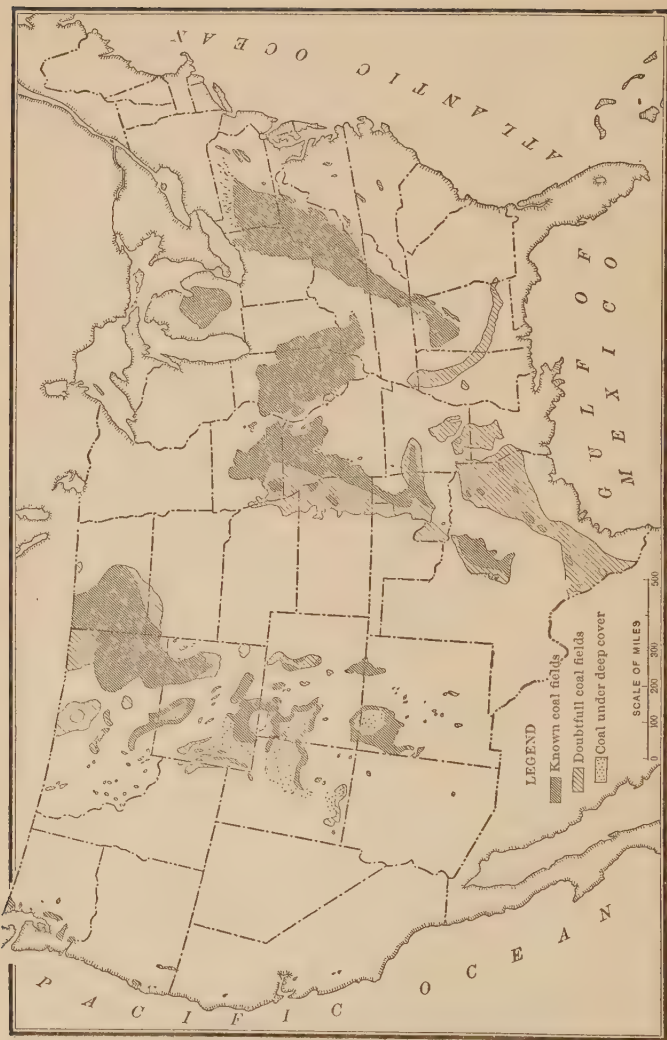 PACIFIC OCEAN
ATLANTIC OCEAN
GULF OF
MEXICO
LEGEND
Known coal fields
Doubtfull coal fields
Coal under deep cover
SCALE OF MILES
0 100 200 300 500